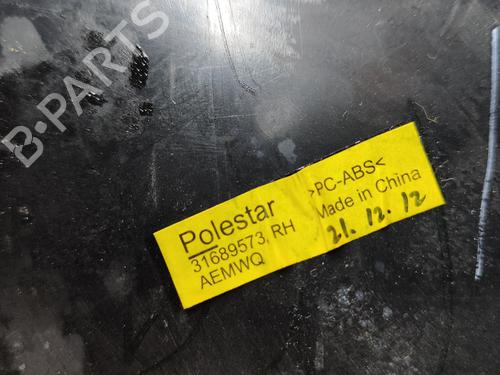 B-PARTS
Polestar
31689573, RH
AEMWQ
>PC-ABS<
Made in China
21.12.12